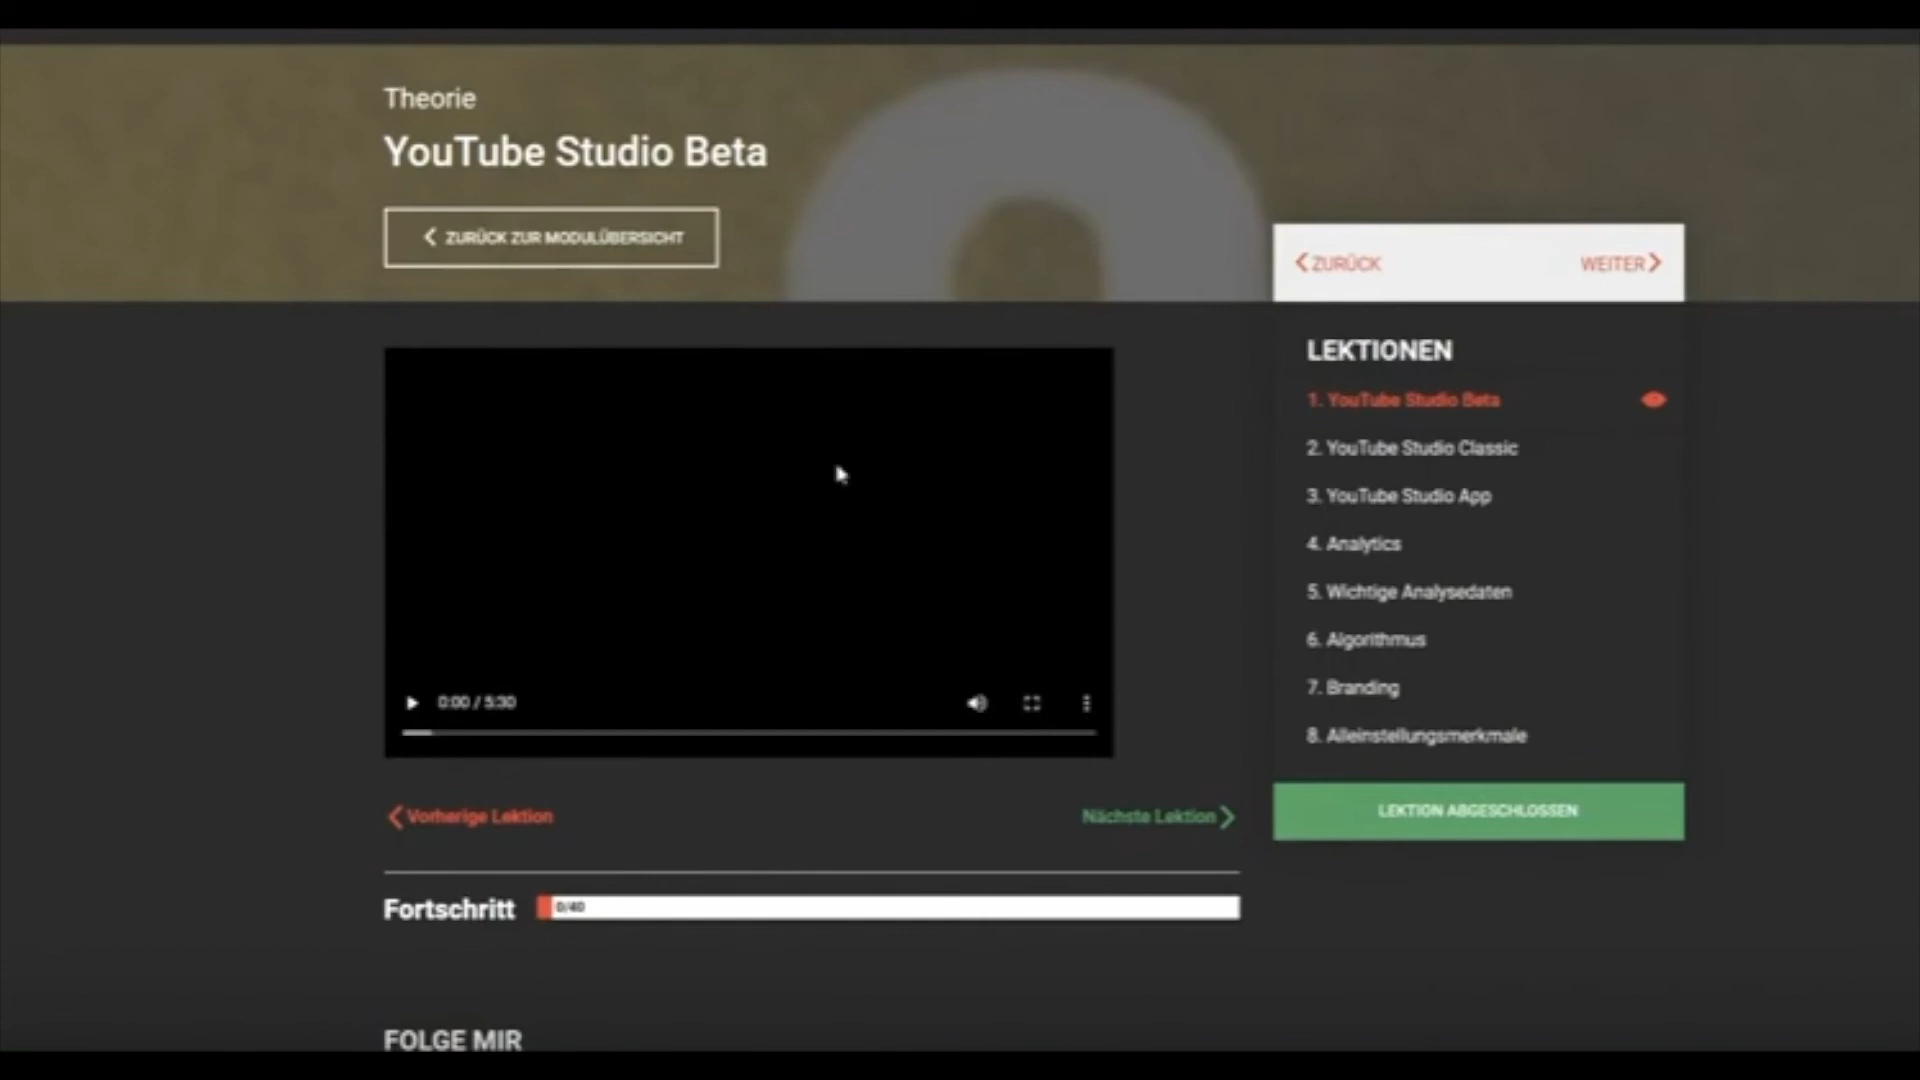 Theorie
YouTube Studio Beta
ZURÜCK ZUR MODULÜBERSICHT
ZURÜCK
WEITER
LEKTIONEN
1. YouTube Studio Beta
2. YouTube Studio Classic
3. YouTube Studio App
4. Analytics
5. Wichtige Analysedaten
6. Algorithmus
7. Branding
8. Alleinstellungsmerkmale
LEKTION ABGESCHLOSSEN
0:00 / 5:30
Vorherige Lektion
Nächste Lektion
Fortschritt
0/40
FOLGE MIR